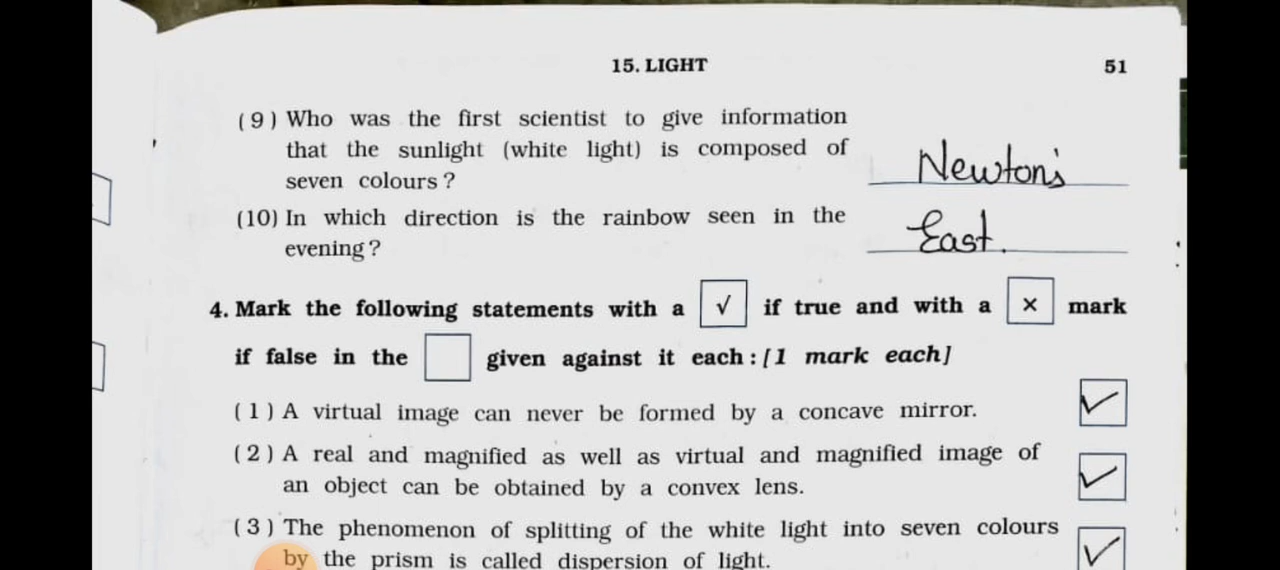 15. LIGHT 51
(9) Who was the first scientist to give information
that the sunlight (white light) is composed of
seven colours? Newton's
(10) In which direction is the rainbow seen in the
evening? East.
4. Mark the following statements with a √ if true and with a × mark
if false in the given against it each : [1 mark each]
(1) A virtual image can never be formed by a concave mirror. ✓
(2) A real and magnified as well as virtual and magnified image of
an object can be obtained by a convex lens. ✓
(3) The phenomenon of splitting of the white light into seven colours
by the prism is called dispersion of light. ✓